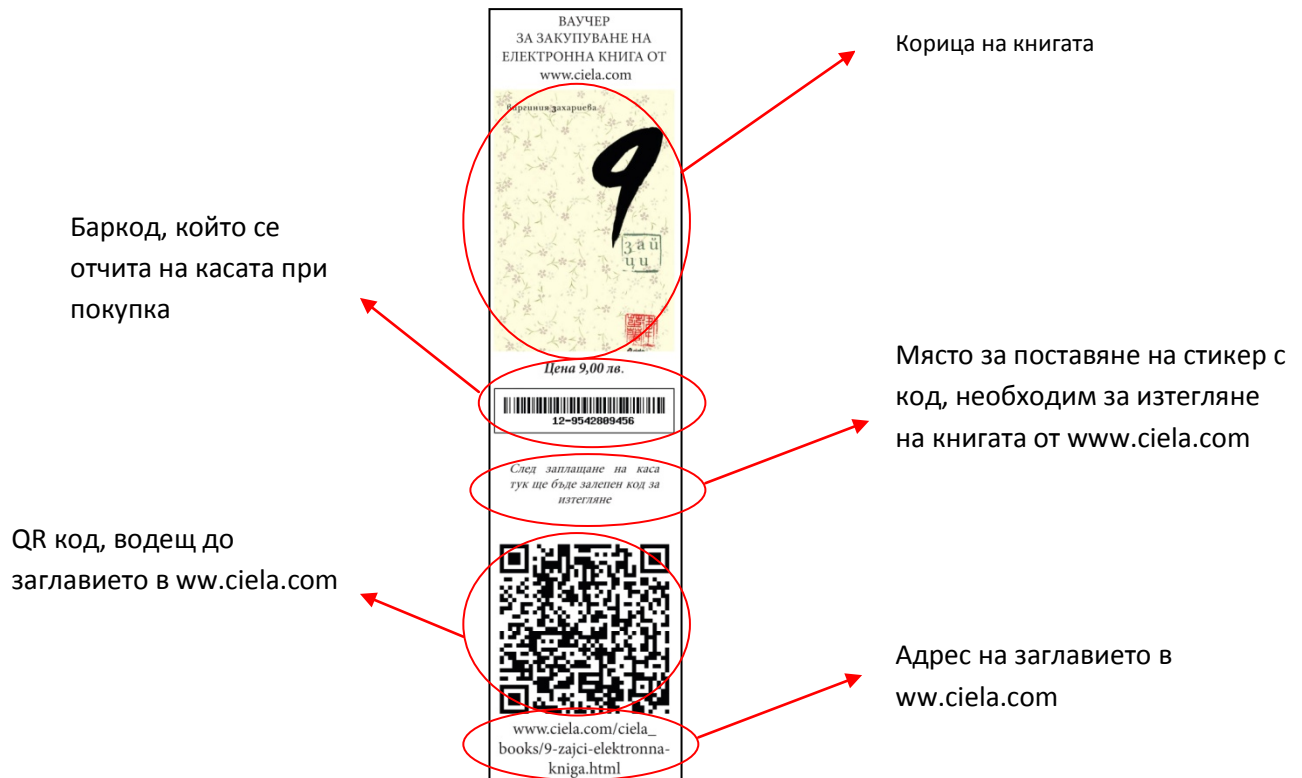 ВАУЧЕР
ЗА ЗАКУПУВАНЕ НА
ЕЛЕКТРОННА КНИГА ОТ
www.ciela.com
Корица на книгата
виргиния захариева
9
зай
ци
Баркод, който се
отчита на касата при
покупка
Цена 9,00 лв.
12-9542809456
Място за поставяне на стикер с
код, необходим за изтегляне
на книгата от www.ciela.com
След заплащане на каса
тук ще бъде залепен код за
изтегляне
QR код, водещ до
заглавието в ww.ciela.com
Адрес на заглавието в
ww.ciela.com
www.ciela.com/ciela_
books/9-zajci-elektronna-
kniga.html